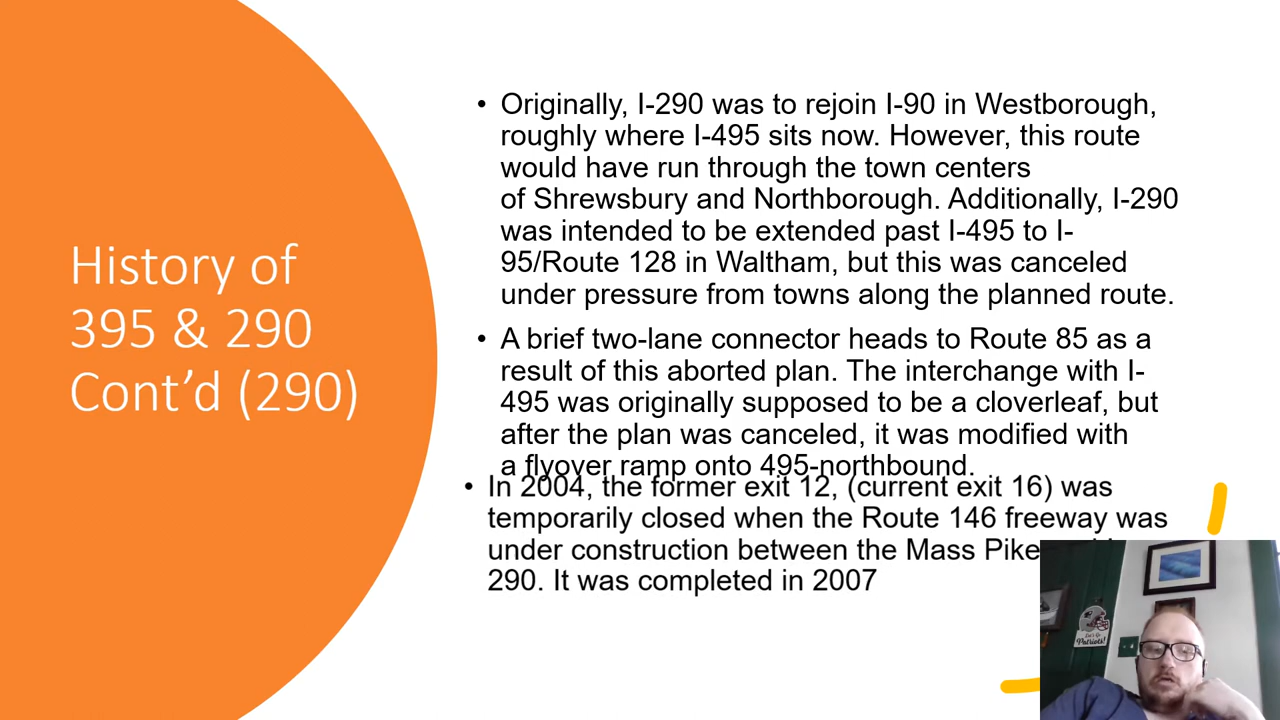 History of
395 & 290
Cont’d (290)
• Originally, I-290 was to rejoin I-90 in Westborough,
roughly where I-495 sits now. However, this route
would have run through the town centers
of Shrewsbury and Northborough. Additionally, I-290
was intended to be extended past I-495 to I-
95/Route 128 in Waltham, but this was canceled
under pressure from towns along the planned route.
• A brief two-lane connector heads to Route 85 as a
result of this aborted plan. The interchange with I-
495 was originally supposed to be a cloverleaf, but
after the plan was canceled, it was modified with
a flyover ramp onto 495-northbound.
• In 2004, the former exit 12, (current exit 16) was
temporarily closed when the Route 146 freeway was
under construction between the Mass Pike
290. It was completed in 2007
Let's Go
Patriots!